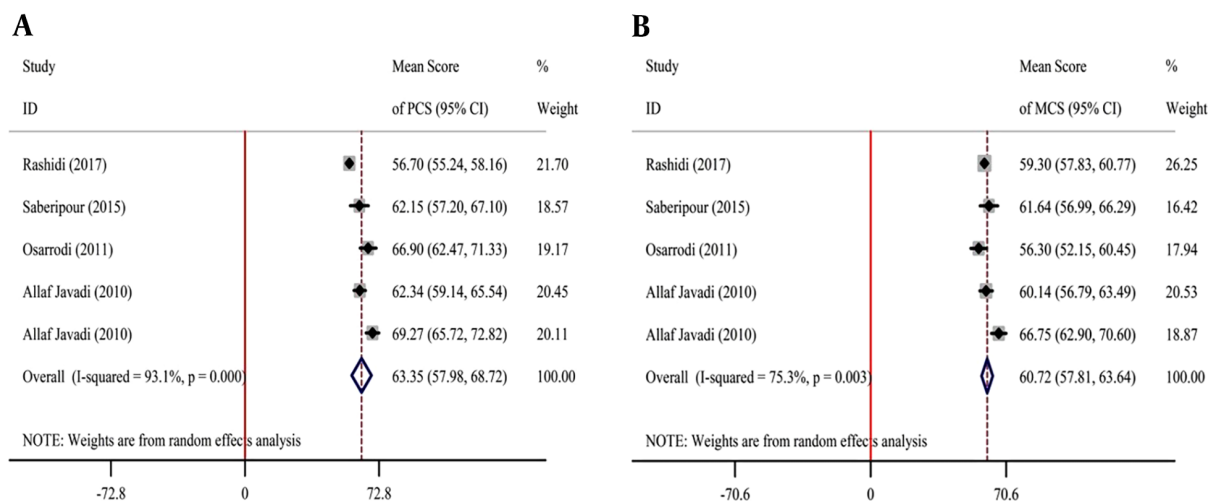 A
Study Mean Score %
ID of PCS (95% CI) Weight
Rashidi (2017) 56.70 (55.24, 58.16) 21.70
Saberipour (2015) 62.15 (57.20, 67.10) 18.57
Osarrodi (2011) 66.90 (62.47, 71.33) 19.17
Allaf Javadi (2010) 62.34 (59.14, 65.54) 20.45
Allaf Javadi (2010) 69.27 (65.72, 72.82) 20.11
Overall (I-squared = 93.1%, p = 0.000) 63.35 (57.98, 68.72) 100.00
NOTE: Weights are from random effects analysis
-72.8 0 72.8
B
Study Mean Score %
ID of MCS (95% CI) Weight
Rashidi (2017) 59.30 (57.83, 60.77) 26.25
Saberipour (2015) 61.64 (56.99, 66.29) 16.42
Osarrodi (2011) 56.30 (52.15, 60.45) 17.94
Allaf Javadi (2010) 60.14 (56.79, 63.49) 20.53
Allaf Javadi (2010) 66.75 (62.90, 70.60) 18.87
Overall (I-squared = 75.3%, p = 0.003) 60.72 (57.81, 63.64) 100.00
NOTE: Weights are from random effects analysis
-70.6 0 70.6